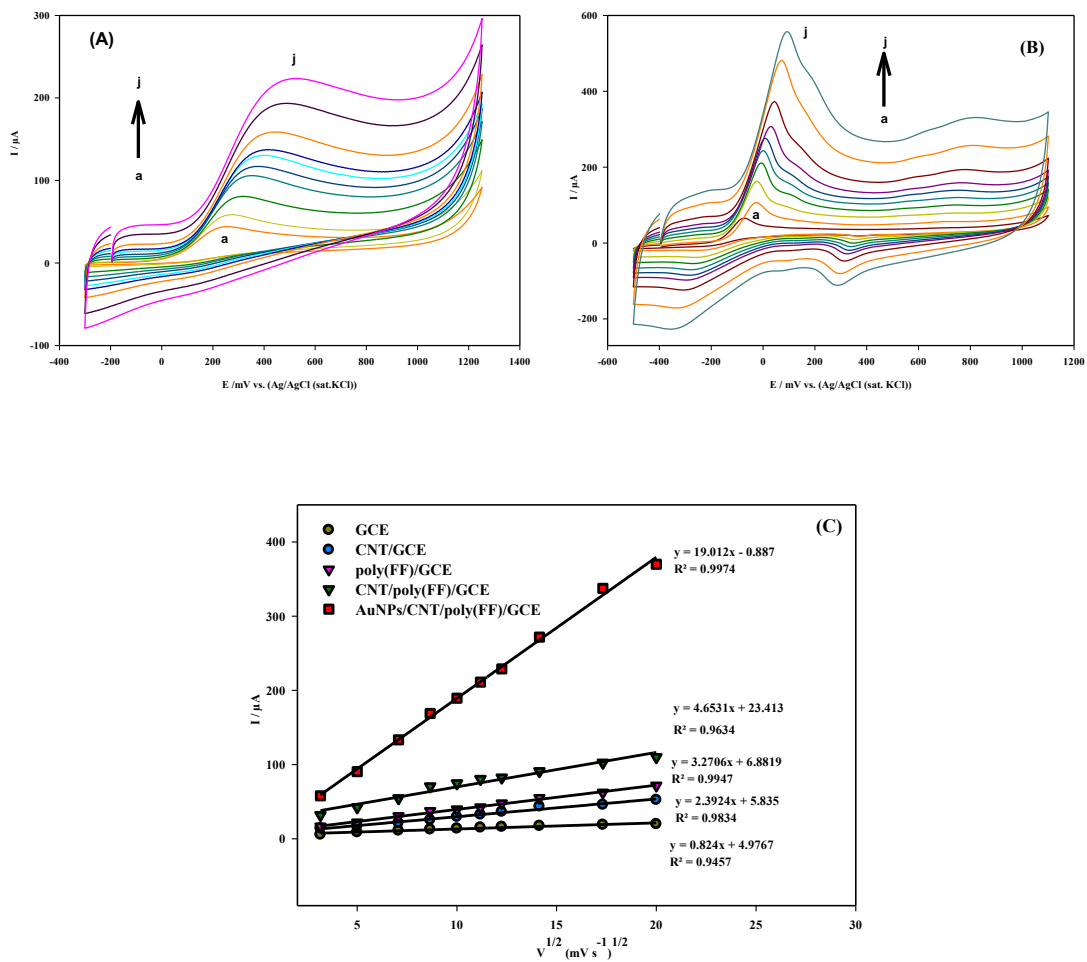 (A)
300
200
100
0
-100
I / µA
j
a
j
a
-400 -200 0 200 400 600 800 1000 1200 1400
E /mV vs. (Ag/AgCl (sat.KCl))
(B)
600
400
200
0
-200
I / µA
j
a
j
a
-600 -400 -200 0 200 400 600 800 1000 1200
E /mV vs. (Ag/AgCl (sat. KCl))
(C)
GCE
CNT/GCE
poly(FF)/GCE
CNT/poly(FF)/GCE
AuNPs/CNT/poly(FF)/GCE
400
300
200
100
0
I / µA
y = 19.012x - 0.887
R² = 0.9974
y = 4.6531x + 23.413
R² = 0.9634
y = 3.2706x + 6.8819
R² = 0.9947
y = 2.3924x + 5.835
R² = 0.9834
y = 0.824x + 4.9767
R² = 0.9457
5 10 15 20 25 30
V^1/2 (mV s^-1)^1/2